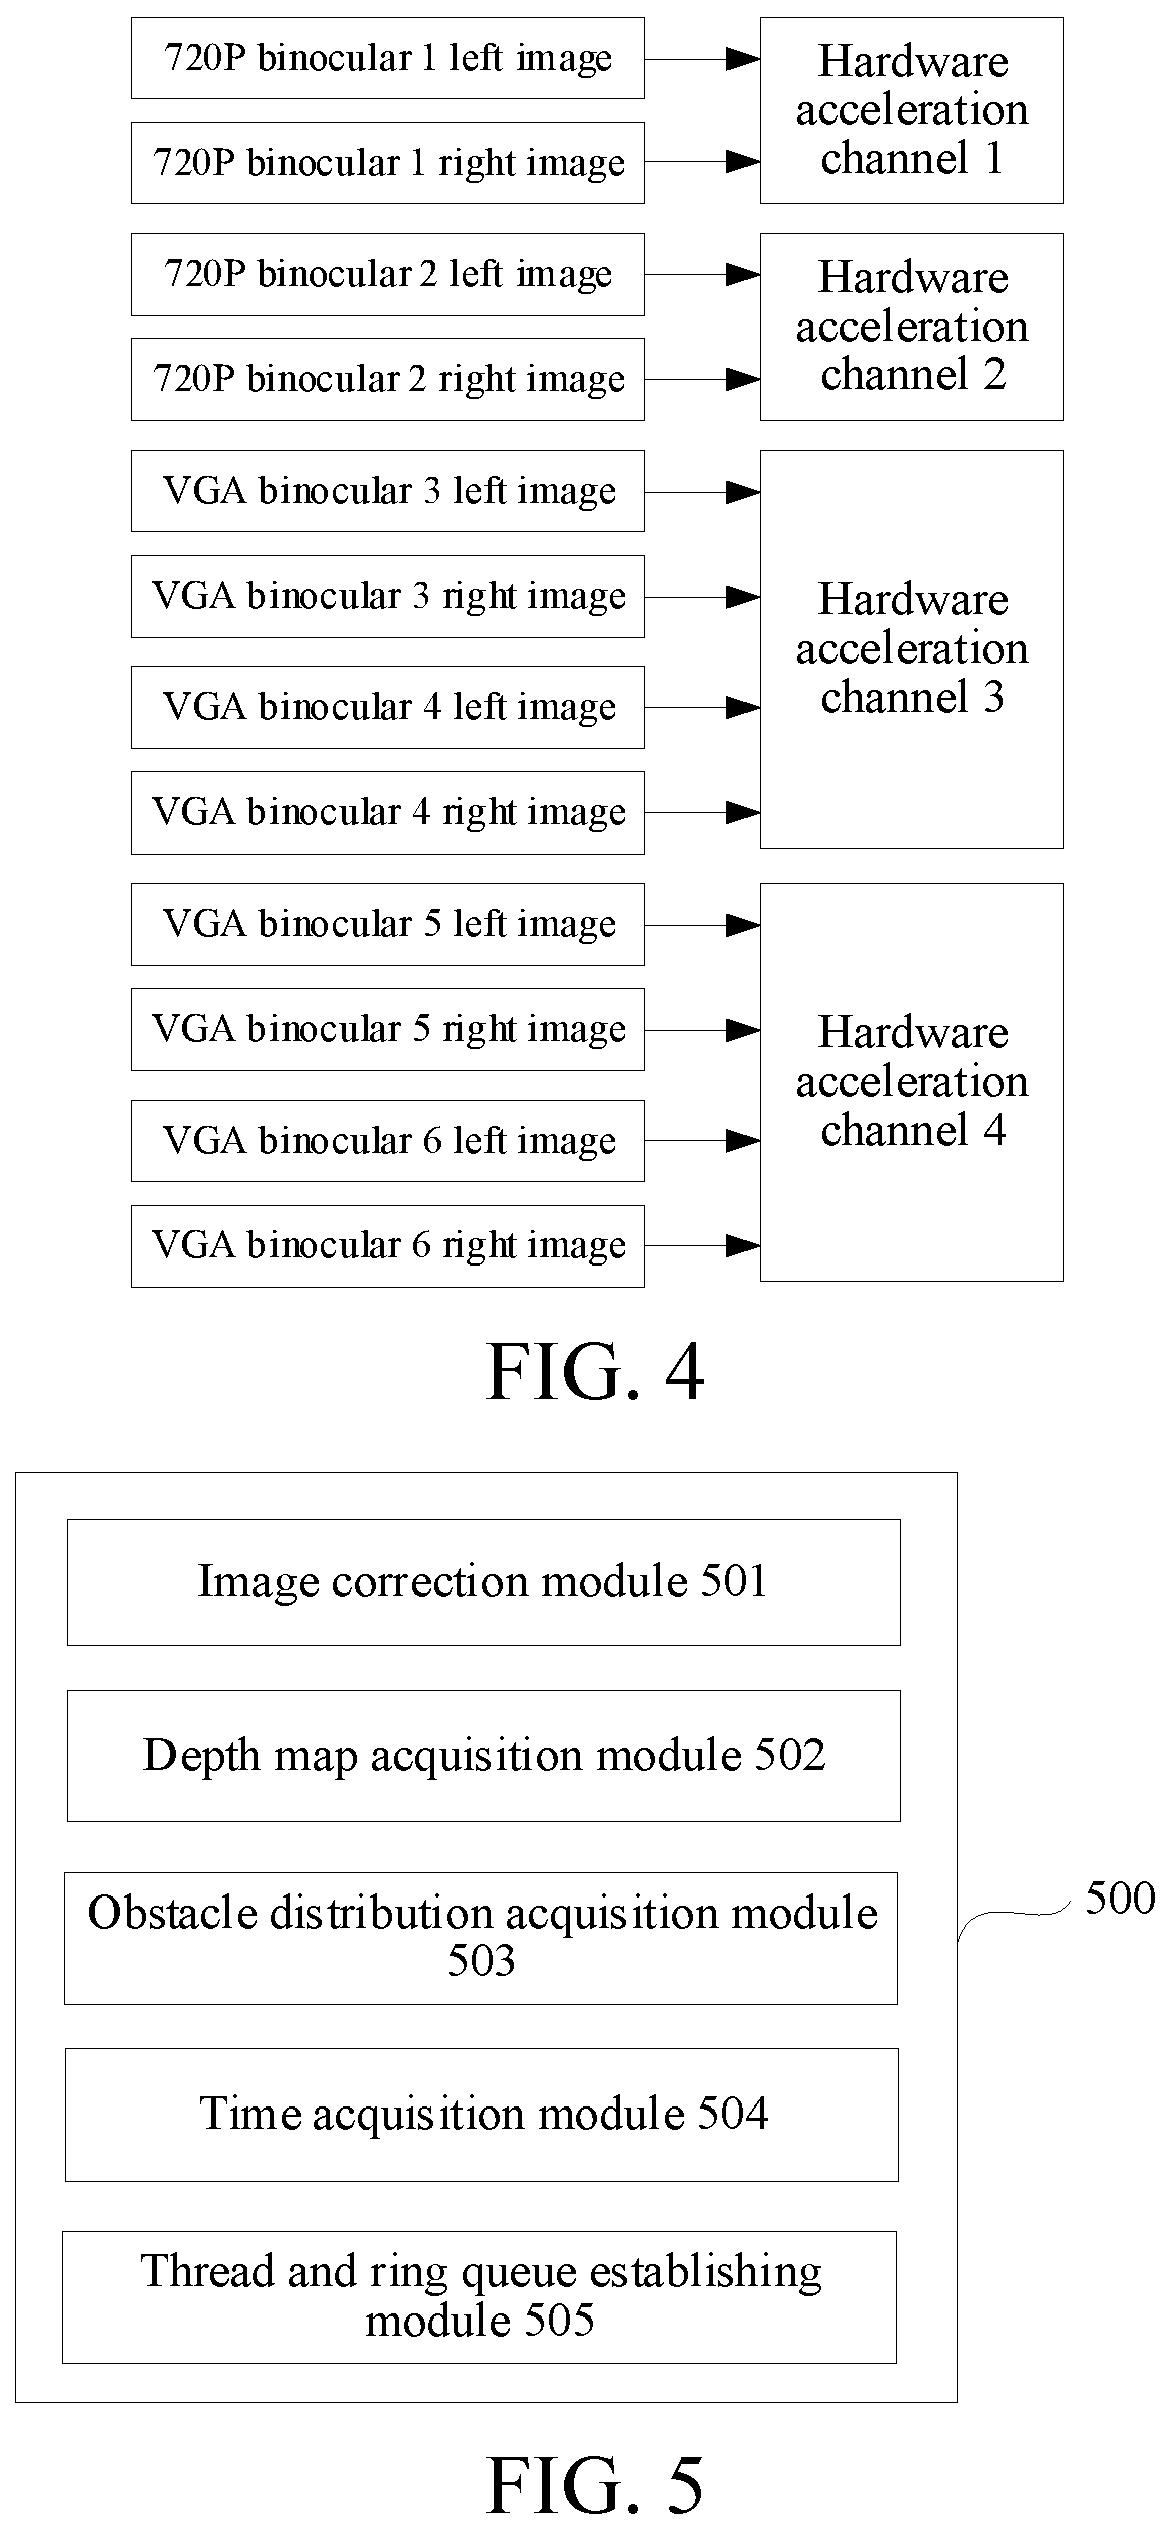 720P binocular 1 left image
720P binocular 1 right image
Hardware
acceleration
channel 1
720P binocular 2 left image
720P binocular 2 right image
Hardware
acceleration
channel 2
VGA binocular 3 left image
VGA binocular 3 right image
VGA binocular 4 left image
VGA binocular 4 right image
Hardware
acceleration
channel 3
VGA binocular 5 left image
VGA binocular 5 right image
VGA binocular 6 left image
VGA binocular 6 right image
Hardware
acceleration
channel 4
FIG. 4
Image correction module 501
Depth map acquisition module 502
Obstacle distribution acquisition module
503
Time acquisition module 504
Thread and ring queue establishing
module 505
500
FIG. 5